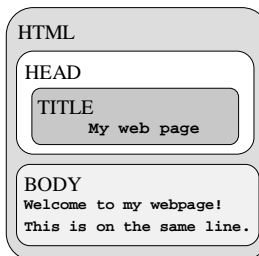 HTML
HEAD
TITLE
My web page
BODY
Welcome to my webpage!
This is on the same line.